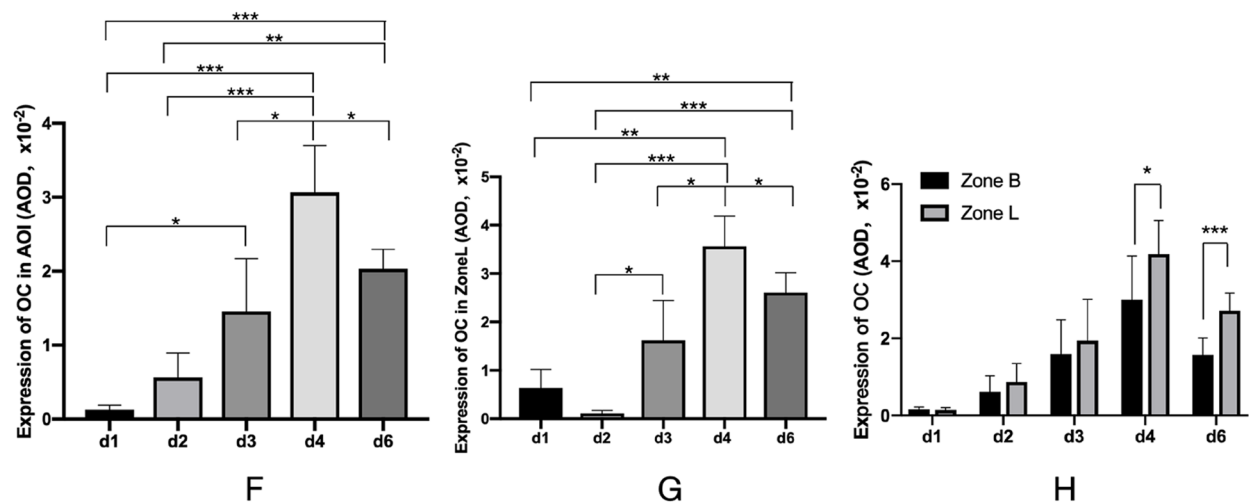 ***
**
***
***
*
*
*
Expression of OC in AOI (AOD, x10-2)
4
3
2
1
0
d1 d2 d3 d4 d6
F
**
***
**
***
*
*
*
Expression of OC in ZoneL (AOD, x10-2)
5
4
3
2
1
0
d1 d2 d3 d4 d6
G
Zone B
Zone L
*
***
Expression of OC (AOD, x10-2)
6
4
2
0
d1 d2 d3 d4 d6
H